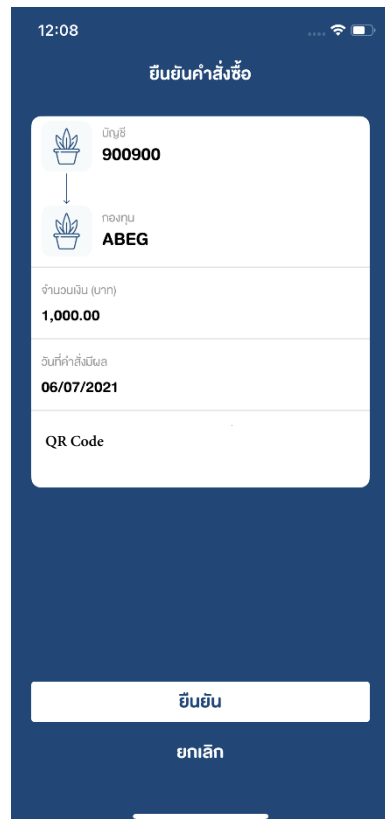 12:08
ยืนยันคำสั่งซื้อ
บัญชี
900900
กองทุน
ABEG
จำนวนเงิน (บาท)
1,000.00
วันที่คำสั่งมีผล
06/07/2021
QR Code
ยืนยัน
ยกเลิก